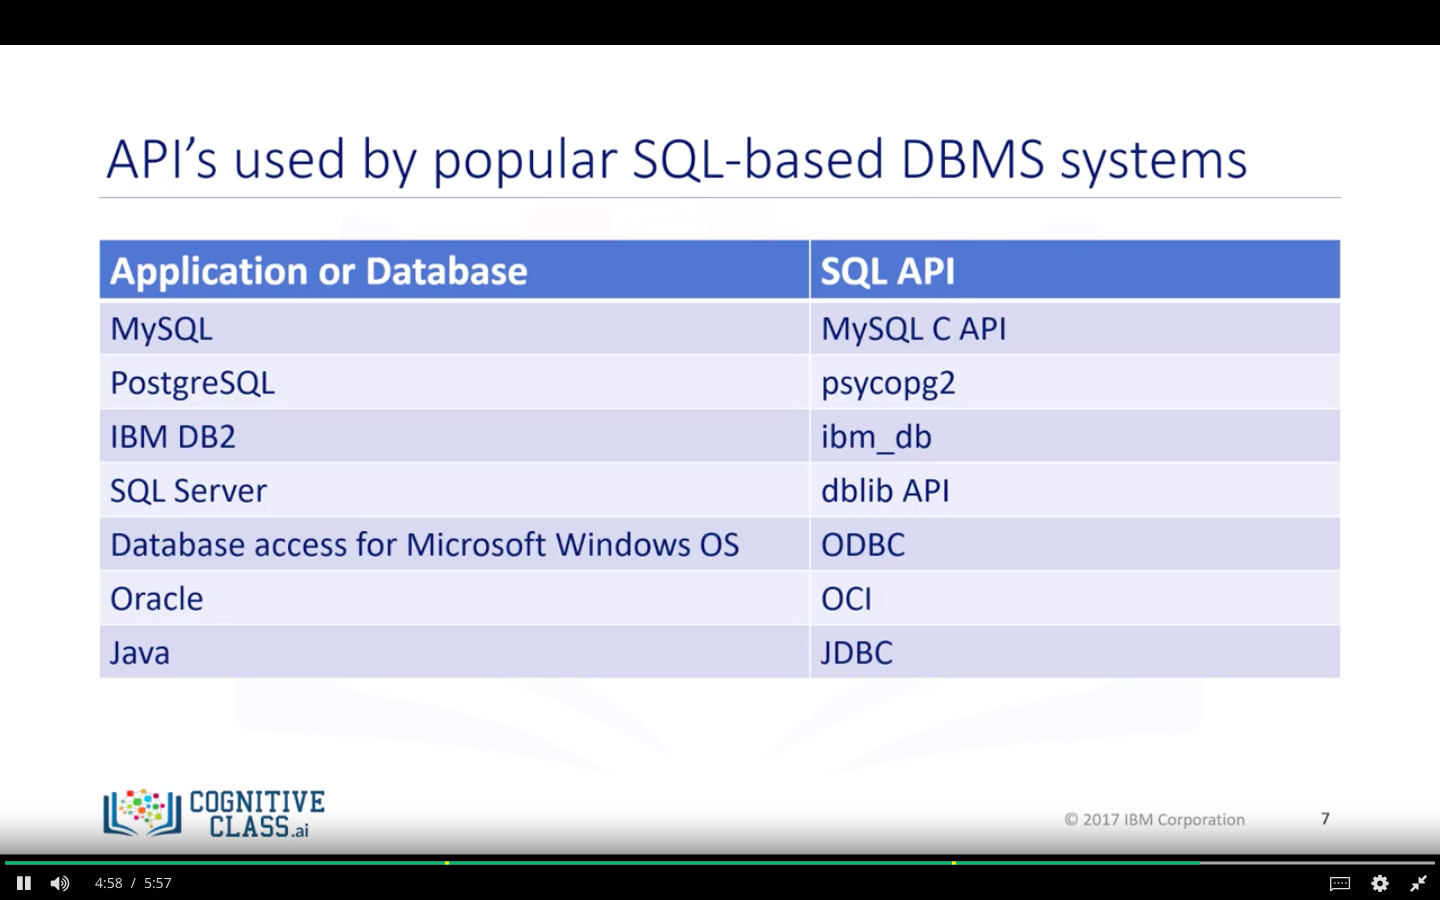 API’s used by popular SQL-based DBMS systems
Application or Database SQL API
MySQL MySQL C API
PostgreSQL psycopg2
IBM DB2 ibm_db
SQL Server dblib API
Database access for Microsoft Windows OS ODBC
Oracle OCI
Java JDBC
COGNITIVE
CLASS.ai
© 2017 IBM Corporation 7
4:58 / 5:57